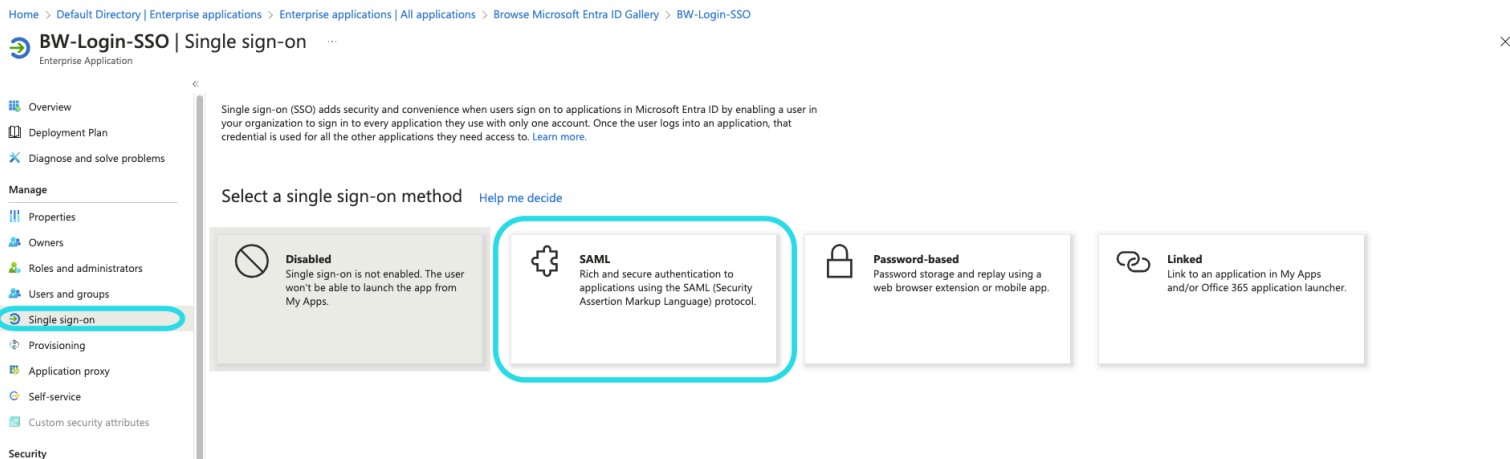 Home > Default Directory | Enterprise applications > Enterprise applications | All applications > Browse Microsoft Entra ID Gallery > BW-Login-SSO
BW-Login-SSO | Single sign-on ...
Enterprise Application
Overview
Deployment Plan
Diagnose and solve problems
Manage
Properties
Owners
Roles and administrators
Users and groups
Single sign-on
Provisioning
Application proxy
Self-service
Custom security attributes
Security
Single sign-on (SSO) adds security and convenience when users sign on to applications in Microsoft Entra ID by enabling a user in
your organization to sign in to every application they use with only one account. Once the user logs into an application, that
credential is used for all the other applications they need access to. Learn more.
Select a single sign-on method Help me decide
Disabled
Single sign-on is not enabled. The user
won't be able to launch the app from
My Apps.
SAML
Rich and secure authentication to
applications using the SAML (Security
Assertion Markup Language) protocol.
Password-based
Password storage and replay using a
web browser extension or mobile app.
Linked
Link to an application in My Apps
and/or Office 365 application launcher.